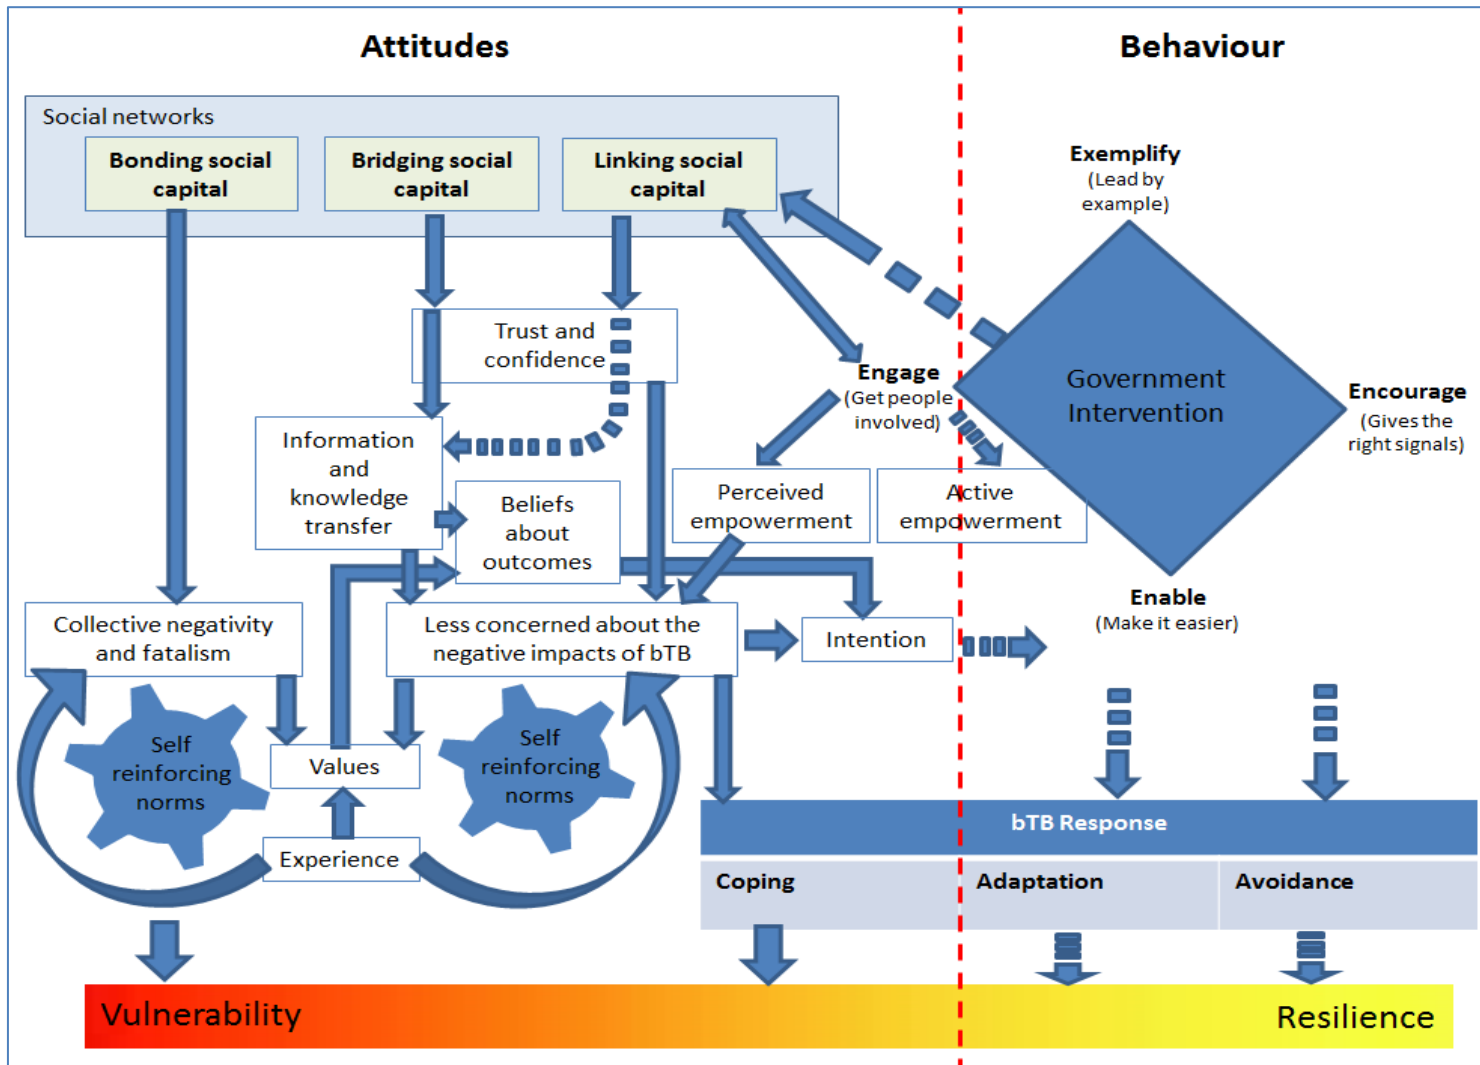 Attitudes
Behaviour
Social networks
Bonding social
capital
Bridging social
capital
Linking social
capital
Exemplify
(Lead by
example)
Trust and
confidence
Engage
(Get people
involved)
Government
Intervention
Encourage
(Gives the
right signals)
Information
and
knowledge
transfer
Beliefs
about
outcomes
Perceived
empowerment
Active
empowerment
Enable
(Make it easier)
Collective negativity
and fatalism
Less concerned about the
negative impacts of bTB
Intention
Self
reinforcing
norms
Values
Self
reinforcing
norms
Experience
bTB Response
Coping
Adaptation
Avoidance
Vulnerability
Resilience